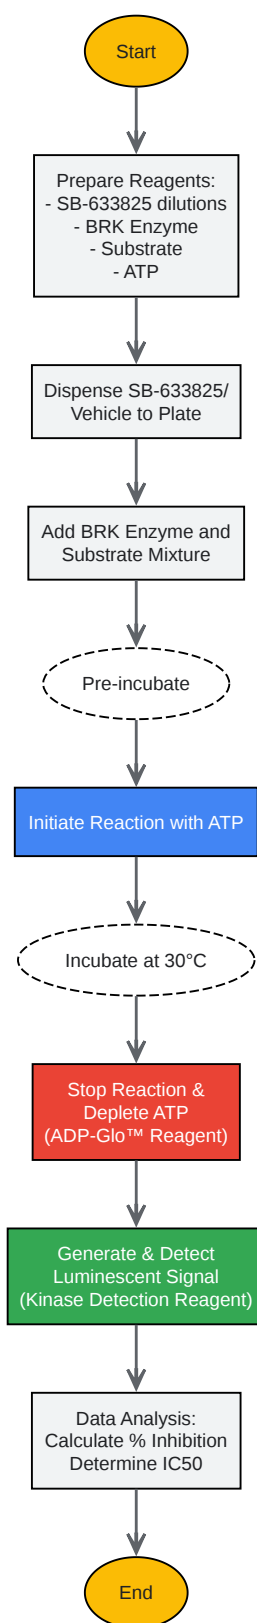 Start
Prepare Reagents:
- SB-633825 dilutions
- BRK Enzyme
- Substrate
- ATP
Dispense SB-633825/
Vehicle to Plate
Add BRK Enzyme and
Substrate Mixture
Pre-incubate
Initiate Reaction with ATP
Incubate at 30°C
Stop Reaction &
Deplete ATP
(ADP-Glo™ Reagent)
Generate & Detect
Luminescent Signal
(Kinase Detection Reagent)
Data Analysis:
Calculate % Inhibition
Determine IC50
End